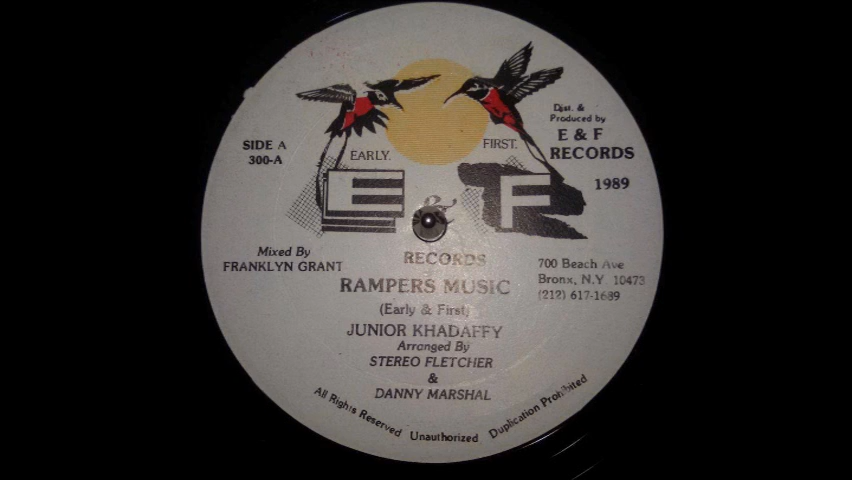 SIDE A
300-A
EARLY.
FIRST.
Dist. &
Produced by
E & F
RECORDS
1989
E & F
RECORDS
Mixed By
FRANKLYN GRANT
700 Beach Ave
Bronx, N.Y 10473
(212) 617-1689
RAMPERS MUSIC
(Early & First)
JUNIOR KHADAFFY
Arranged By
STEREO FLETCHER
&
DANNY MARSHAL
All Rights Reserved Unauthorized Duplication Prohibited